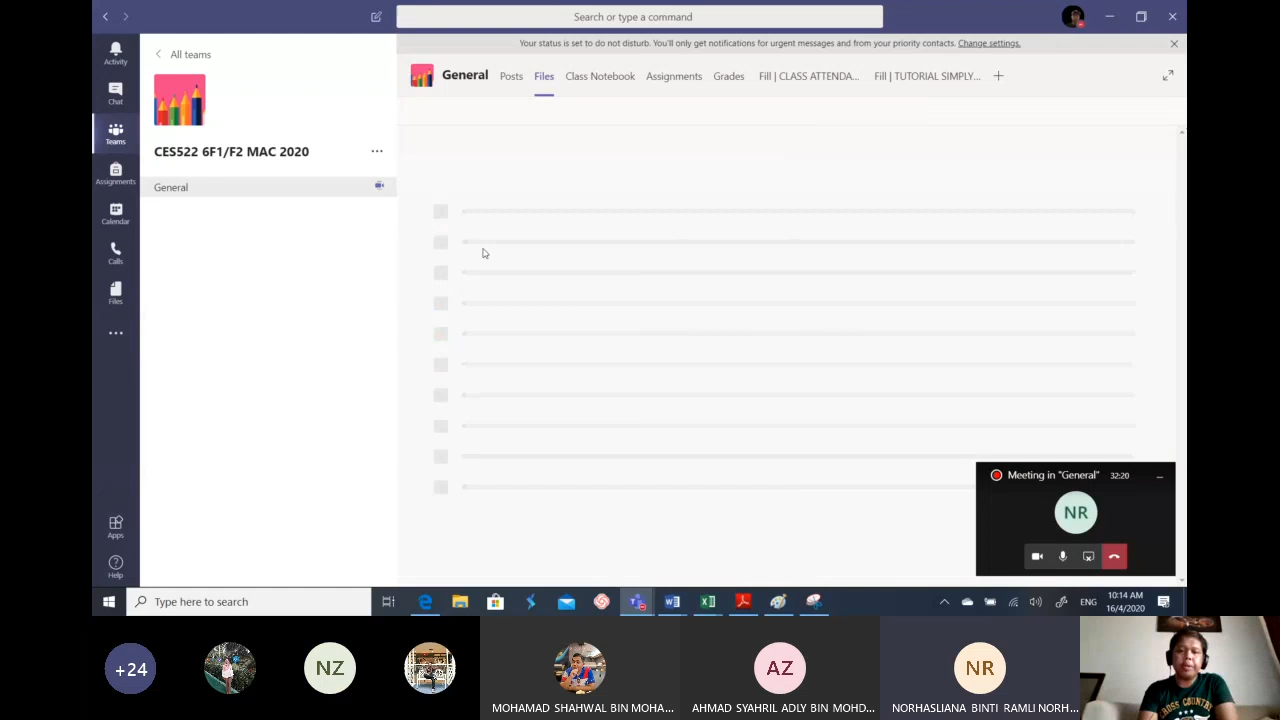 Search or type a command
Your status is set to do not disturb. You'll only get notifications for urgent messages and from your priority contacts. Change settings.
Activity
Chat
Teams
Assignments
Calendar
Calls
Files
Apps
Help
All teams
CES522 6F1/F2 MAC 2020
General
General Posts Files Class Notebook Assignments Grades Fill | CLASS ATTENDA... Fill | TUTORIAL SIMPLY...
Meeting in "General" 32:20
NR
Type here to search
ENG
10:14 AM
16/4/2020
+24
NZ
AZ
NR
MOHAMAD SHAHWAL BIN MOHA...
AHMAD SYAHRIL ADLY BIN MOHD...
NORHASLIANA BINTI RAMLI NORH...
CROSS COUNTRY